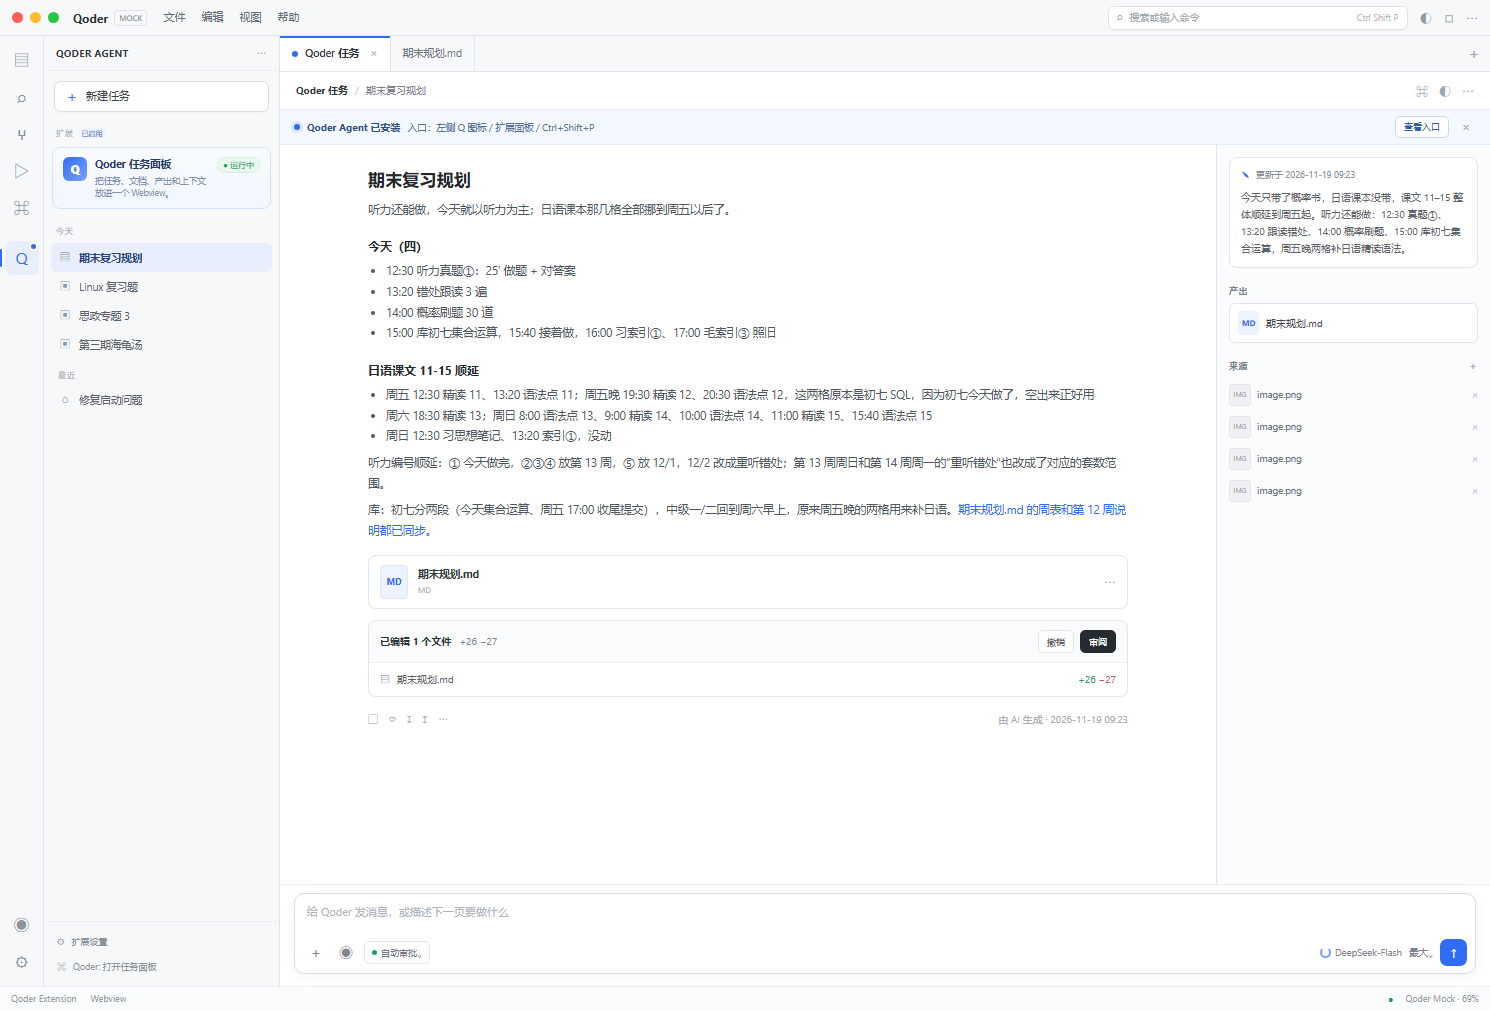 Qoder MOCK 文件 编辑 视图 帮助
搜索或输入命令 Ctrl Shift P
QODER AGENT
+ 新建任务
扩展 已启用
Q
Qoder 任务面板
运行中
把任务、文档、产出和上下文
放进一个 Webview。
今天
期末复习规划
Linux 复习题
思政专题 3
第三期海龟汤
最近
修复启动问题
扩展设置
Qoder: 打开任务面板
Q
Qoder 任务 ×
期末规划.md
+
Qoder 任务 / 期末复习规划
Qoder Agent 已安装 入口：左侧 Q 图标 / 扩展面板 / Ctrl+Shift+P
查看入口 ×
期末复习规划
听力还能做，今天就以听力为主；日语课本那几格全部挪到周五以后了。
今天（四）
• 12:30 听力真题①：25' 做题 + 对答案
• 13:20 错处跟读 3 遍
• 14:00 概率刷题 30 道
• 15:00 库初七集合运算，15:40 接着做，16:00 习索引①、17:00 毛索引③ 照旧
日语课文 11-15 顺延
• 周五 12:30 精读 11、13:20 语法点 11；周五晚 19:30 精读 12、20:30 语法点 12，这两格原本是初七 SQL，因为初七今天做了，空出来正好用
• 周六 18:30 精读 13；周日 8:00 语法点 13、9:00 精读 14、10:00 语法点 14、11:00 精读 15、15:40 语法点 15
• 周日 12:30 习思想笔记、13:20 索引①，没动
听力编号顺延：① 今天做完，②③④ 放第 13 周，⑤ 放 12/1，12/2 改成重听错处；第 13 周周日和第 14 周周一的“重听错处”也改成了对应的套数范
围。
库：初七分两段（今天集合运算、周五 17:00 收尾提交），中级一/二回到周六早上，原来周五晚的两格用来补日语。期末规划.md 的周表和第 12 周说
明都已同步。
MD 期末规划.md
MD
已编辑 1 个文件 +26 −27
撤销 审阅
期末规划.md +26 −27
由 AI 生成 · 2026-11-19 09:23
更新于 2026-11-19 09:23
今天只带了概率书，日语课本没带，课文 11–15 整
体顺延到周五起。听力还能做：12:30 真题①、
13:20 跟读错处、14:00 概率刷题、15:00 库初七集
合运算，周五晚两格补日语精读语法。
产出
MD 期末规划.md
来源 +
IMG image.png ×
IMG image.png ×
IMG image.png ×
IMG image.png ×
给 Qoder 发消息，或描述下一页要做什么
+ 自动审批。
DeepSeek-Flash 最大。 ↑
Qoder Extension Webview
Qoder Mock · 69%